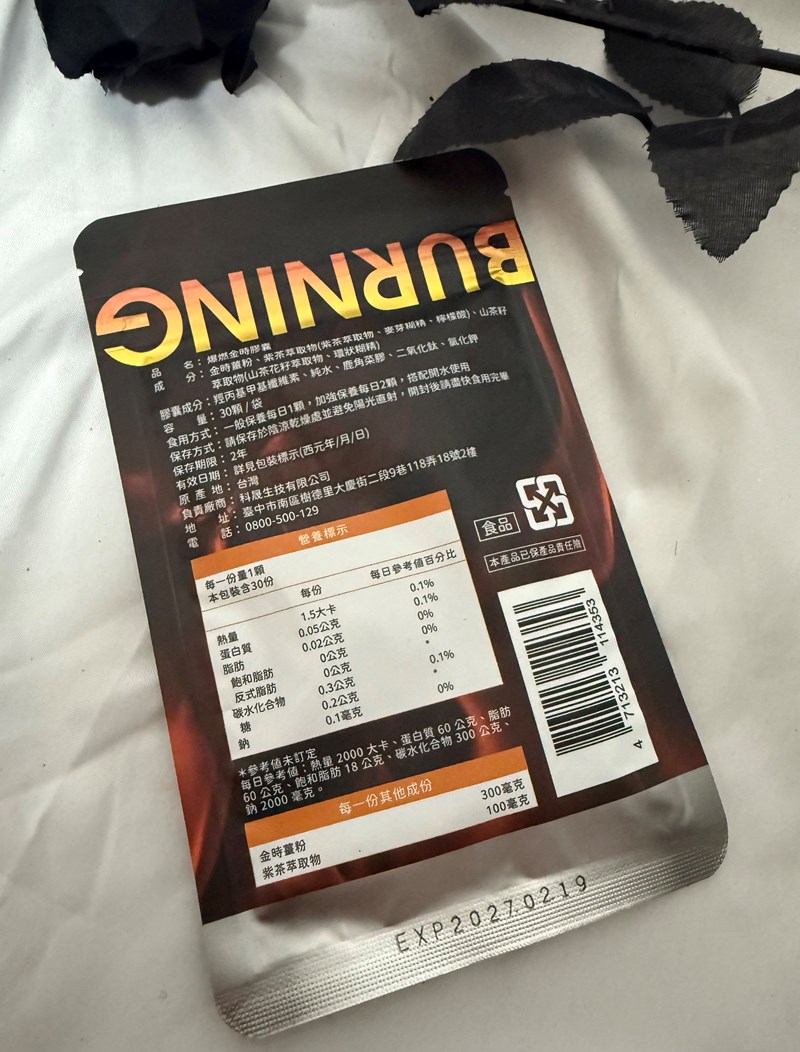 BURNING
品名：爆燃金時膠囊
成分：金時薑粉、紫茶萃取物(紫茶萃取物、麥芽糊精、檸檬酸)、山茶籽
萃取物(山茶花籽萃取物、環狀糊精)
膠囊成分：羥丙基甲基纖維素、純水、鹿角菜膠、二氧化鈦、氯化鉀
容量：30顆 / 袋
食用方式：一般保養每日1顆，加強保養每日2顆，搭配開水使用
保存方式：請保存於陰涼乾燥處並避免陽光直射，開封後請盡快食用完畢
保存期限：2年
有效日期：詳見包裝標示(西元年/月/日)
原產地：台灣
負責廠商：科晟生技有限公司
地址：臺中市南區樹德里大慶街二段9巷118弄18號2樓
電話：0800-500-129
食品
本產品已保產品責任險
營養標示
每一份量1顆
本包裝含30份
每份 每日參考值百分比
熱量 1.5大卡 0.1%
蛋白質 0.05公克 0.1%
脂肪 0.02公克 0%
飽和脂肪 0公克 0%
反式脂肪 0公克 *
碳水化合物 0.3公克 0.1%
糖 0.2公克 *
鈉 0.1毫克 0%
＊參考值未訂定
每日參考值：熱量 2000 大卡、蛋白質 60 公克、脂肪
60 公克、飽和脂肪 18 公克、碳水化合物 300 公克、
鈉 2000 毫克。
每一份其他成份
金時薑粉 300毫克
紫茶萃取物 100毫克
4 713213 114353
EXP20270219